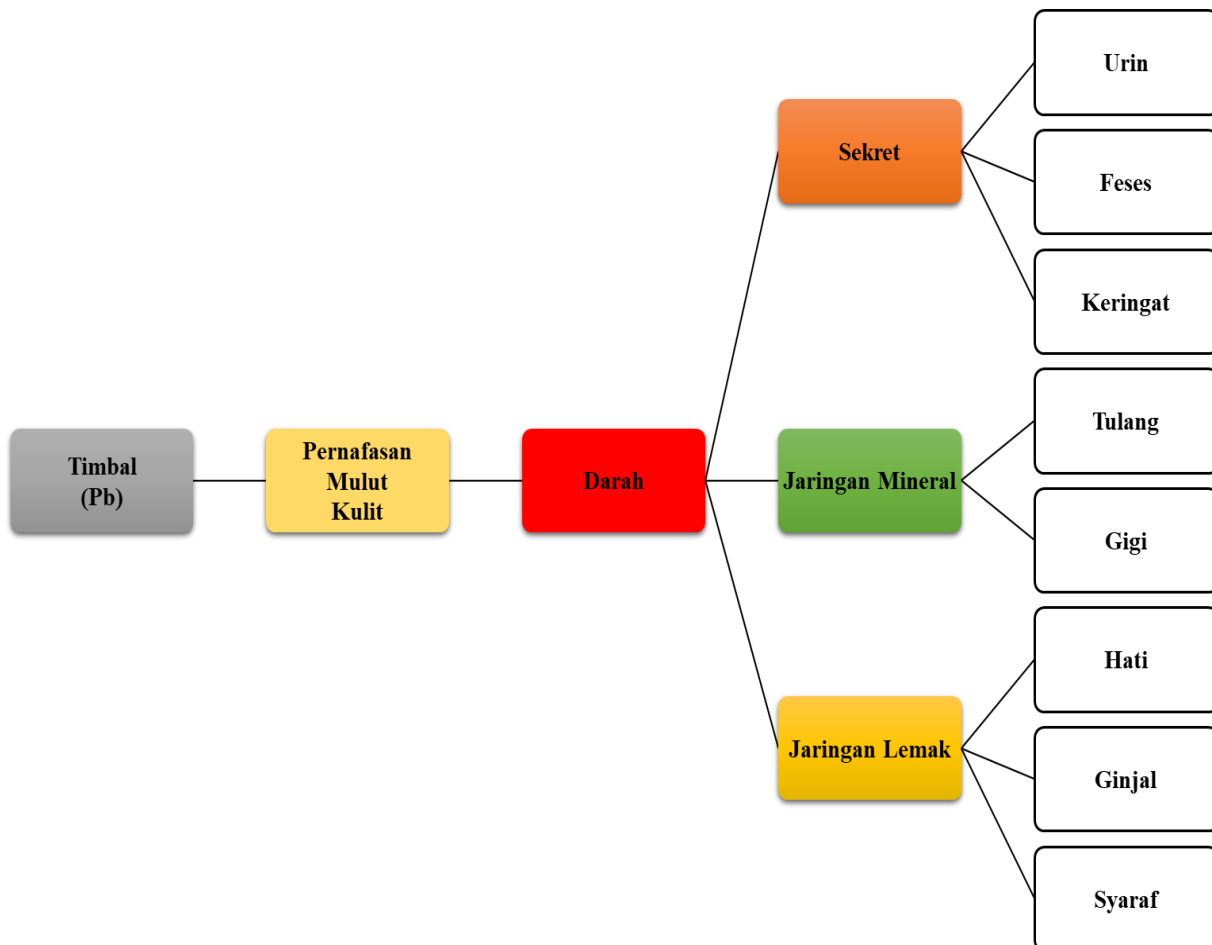 Timbal
(Pb)
Pernafasan
Mulut
Kulit
Darah
Sekret
Urin
Feses
Keringat
Jaringan Mineral
Tulang
Gigi
Jaringan Lemak
Hati
Ginjal
Syaraf